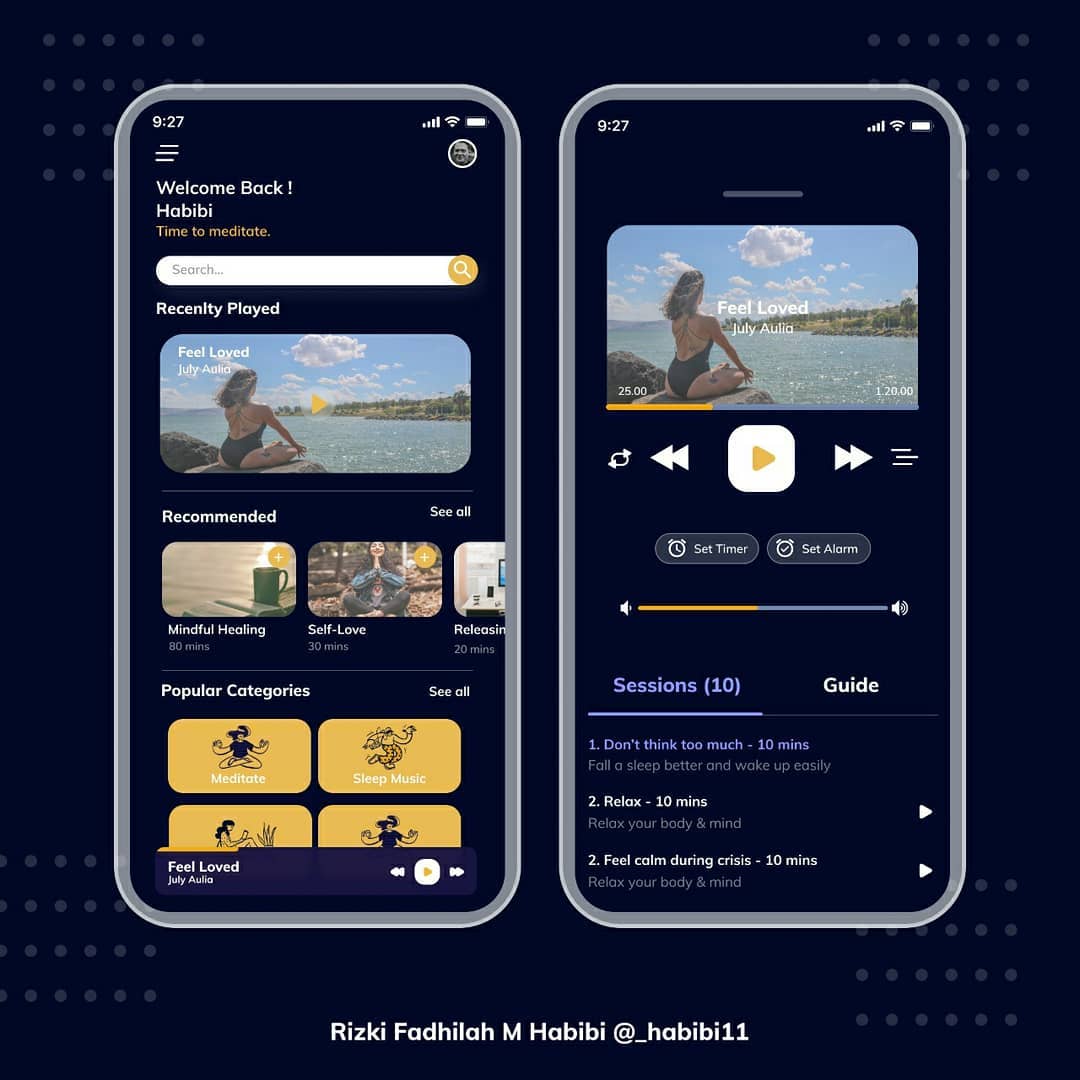 9:27
Welcome Back !
Habibi
Time to meditate.
Search...
Recenlty Played
Feel Loved
July Aulia
Recommended
See all
Mindful Healing
80 mins
Self-Love
30 mins
Releasin
20 mins
Popular Categories
See all
Meditate
Sleep Music
Feel Loved
July Aulia
9:27
Feel Loved
July Aulia
25.00
1.20.00
Set Timer
Set Alarm
Sessions (10)
Guide
1. Don't think too much - 10 mins
Fall a sleep better and wake up easily
2. Relax - 10 mins
Relax your body & mind
2. Feel calm during crisis - 10 mins
Relax your body & mind
Rizki Fadhilah M Habibi @_habibi11